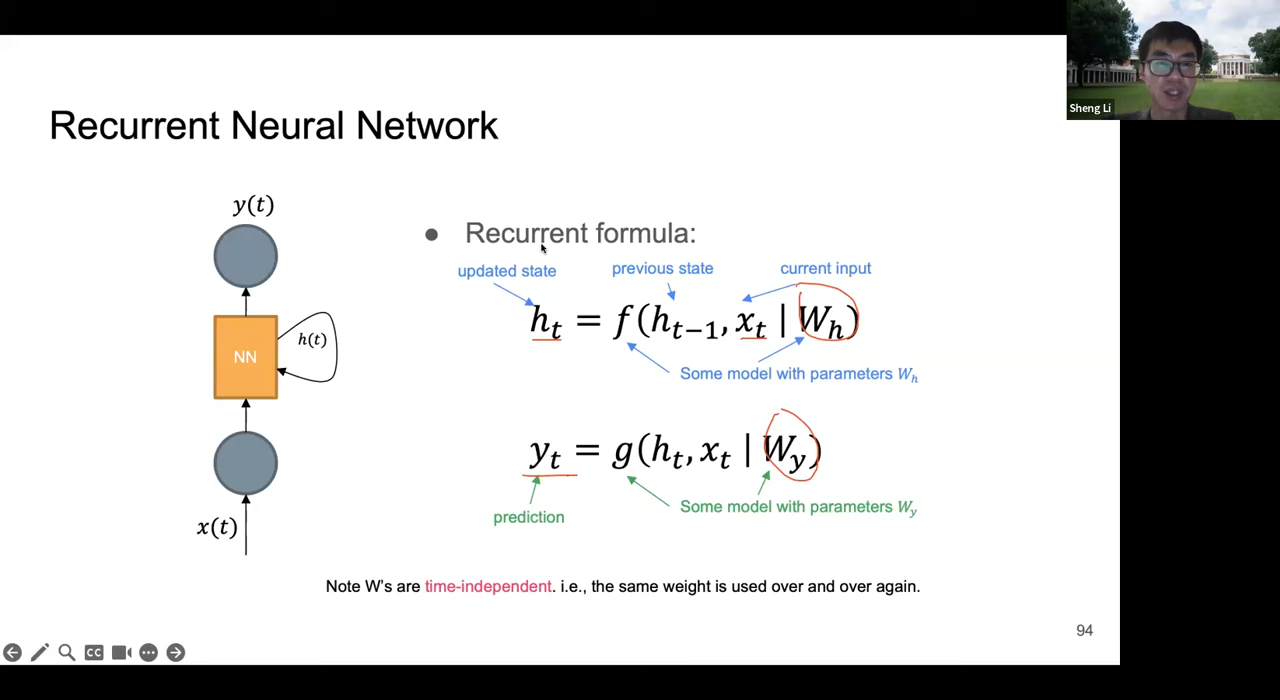 Sheng Li
Recurrent Neural Network
y(t)
NN
h(t)
x(t)
● Recurrent formula:
updated state
previous state
current input
h_t = f(h_{t−1}, x_t | W_h)
Some model with parameters W_h
y_t = g(h_t, x_t | W_y)
prediction
Some model with parameters W_y
Note W's are time-independent. i.e., the same weight is used over and over again.
94
CC